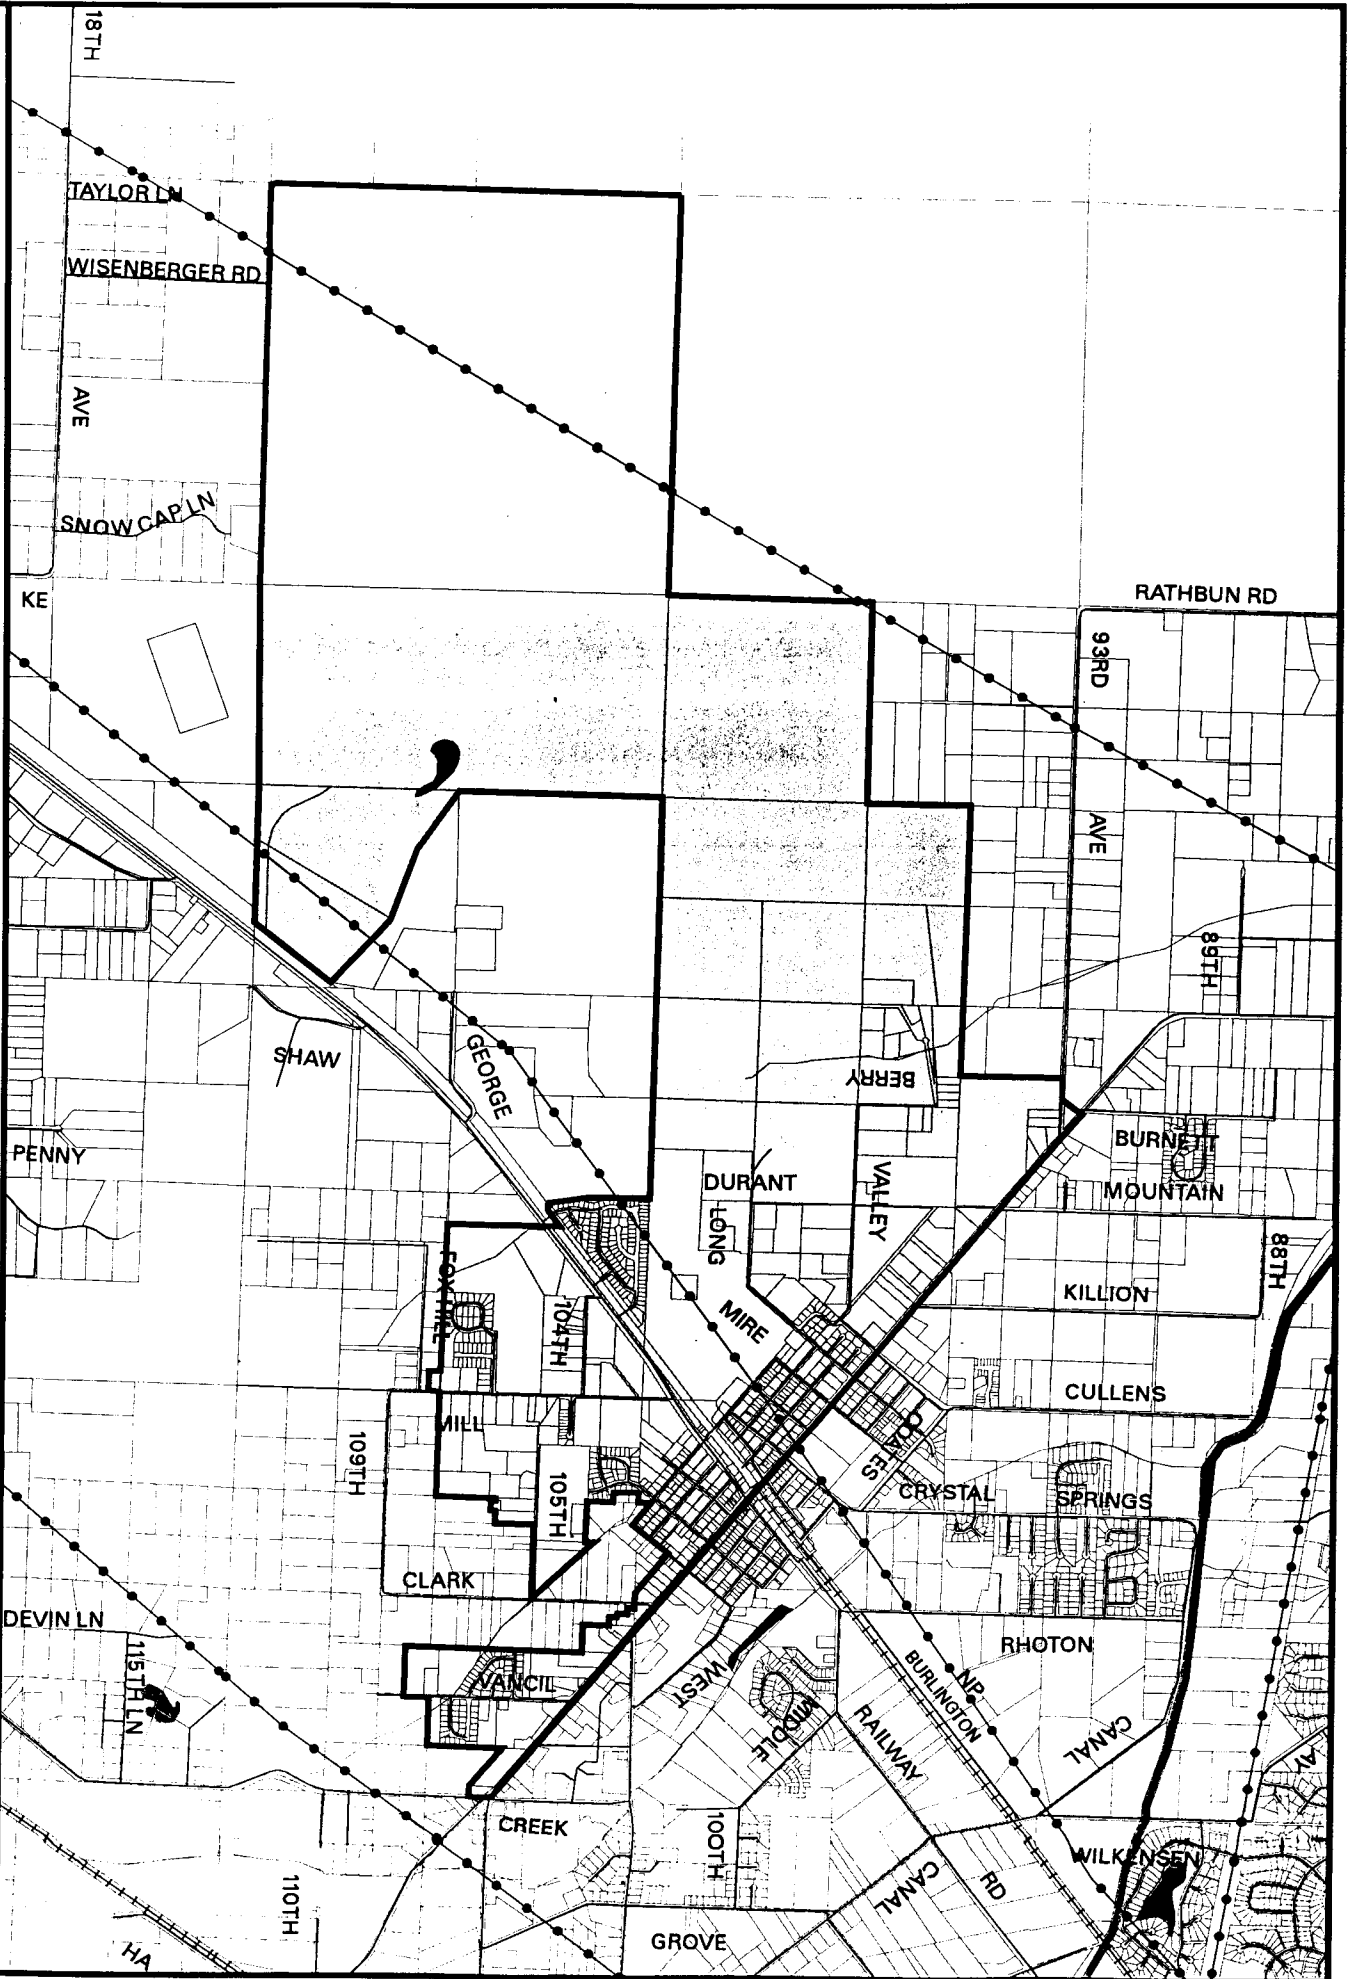 18TH
TAYLOR LN
WISENBERGER RD
AVE
SNOW CAP LN
KE
RATHBUN RD
93RD
AVE
89TH
SHAW
GEORGE
BERRY
PENNY
BURNETT
MOUNTAIN
DURANT
VALLEY
LONG
88TH
KILLION
FOX HILL
104TH
MIRE
CULLENS
MILL
COATES
109TH
105TH
CRYSTAL
SPRINGS
CLARK
DEVIN LN
115TH LN
VANCIL
WEST
MIDDLE
RHOTON
NP
BURLINGTON
RAILWAY
CANAL
AV
CREEK
100TH
WILKENSEN
CANAL
RD
110TH
GROVE
HA